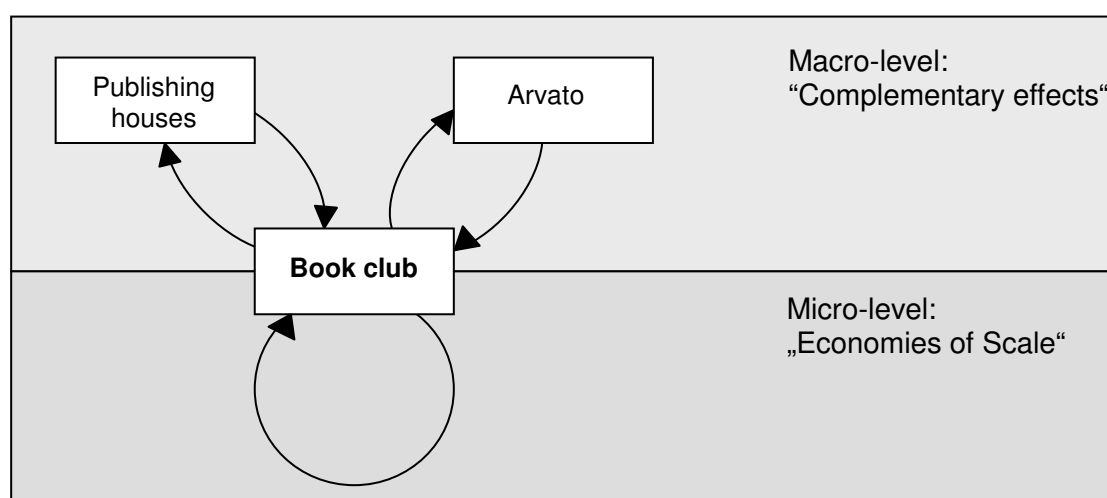 Publishing
houses
Arvato
Macro-level:
“Complementary effects“
Book club
Micro-level:
„Economies of Scale“